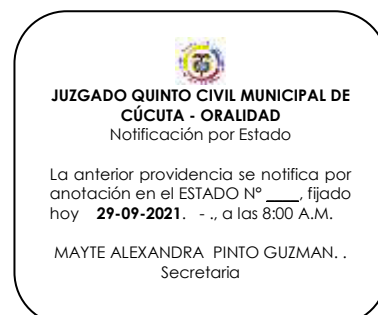 JUZGADO QUINTO CIVIL MUNICIPAL DE
CÚCUTA - ORALIDAD
Notificación por Estado
La anterior providencia se notifica por
anotación en el ESTADO Nº ____, fijado
hoy 29-09-2021. - ., a las 8:00 A.M.
MAYTE ALEXANDRA PINTO GUZMAN. .
Secretaria